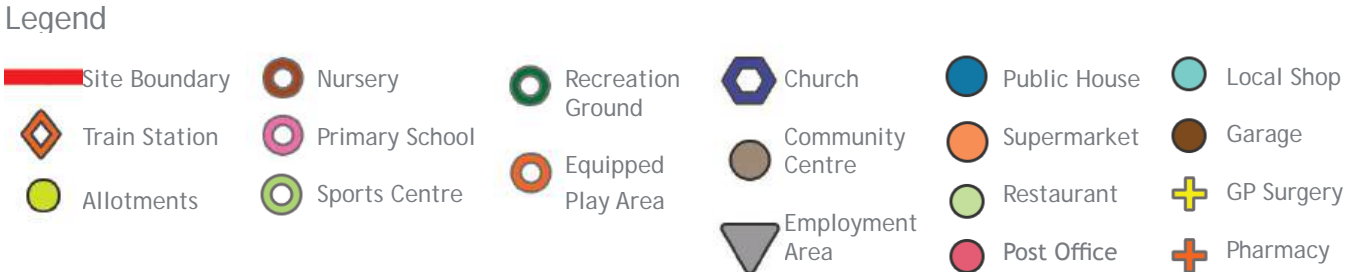 Legend
Site Boundary
Train Station
Allotments
Nursery
Primary School
Sports Centre
Recreation
Ground
Equipped
Play Area
Church
Community
Centre
Employment
Area
Public House
Supermarket
Restaurant
Post Office
Local Shop
Garage
GP Surgery
Pharmacy